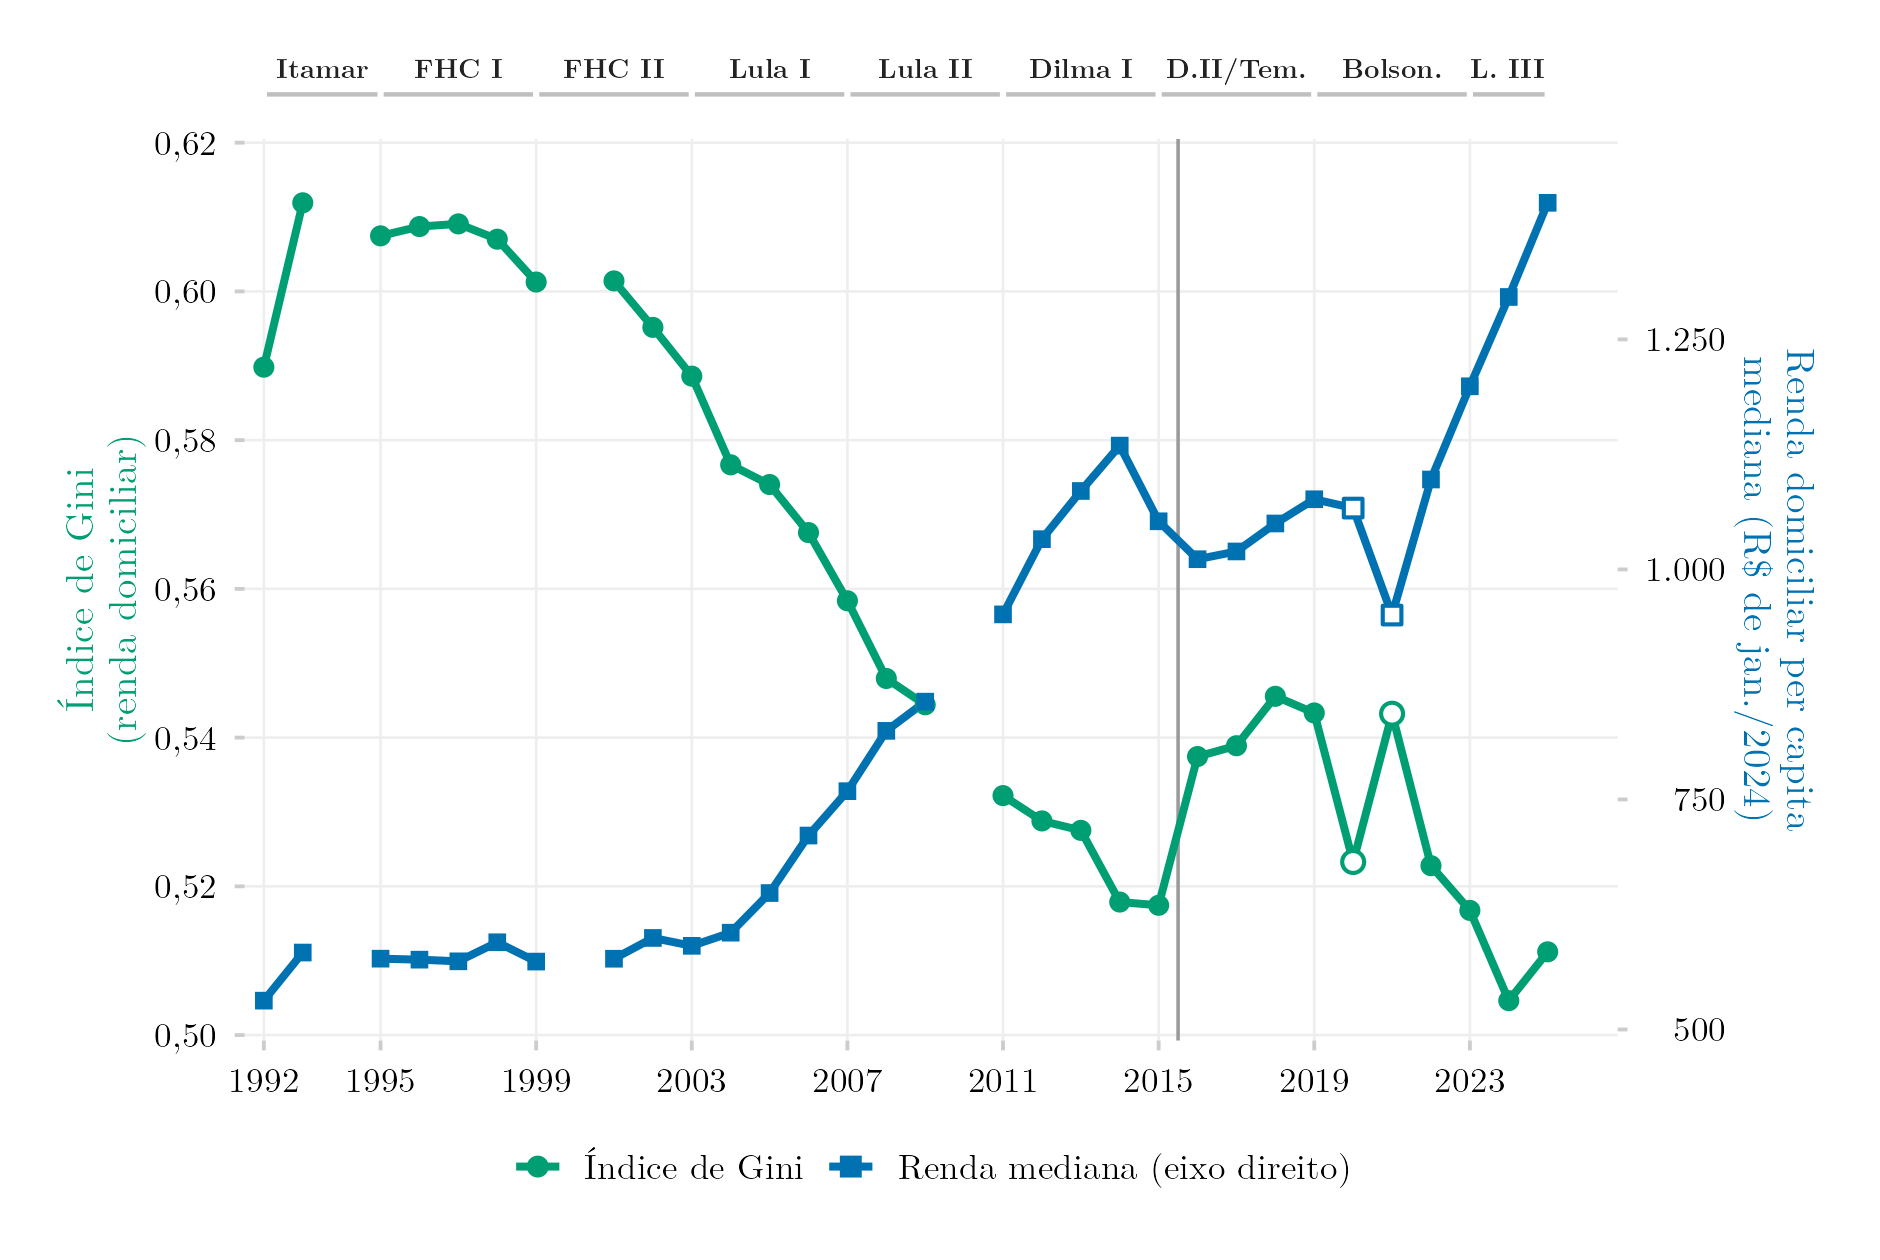 Itamar FHC I FHC II Lula I Lula II Dilma I D.II/Tem. Bolson. L. III
0,62
0,60
0,58
0,56
0,54
0,52
0,50
Índice de Gini
(renda domiciliar)
1.250
1.000
750
500
Renda domiciliar per capita
mediana (R$ de jan./2024)
1992 1995 1999 2003 2007 2011 2015 2019 2023
Índice de Gini Renda mediana (eixo direito)